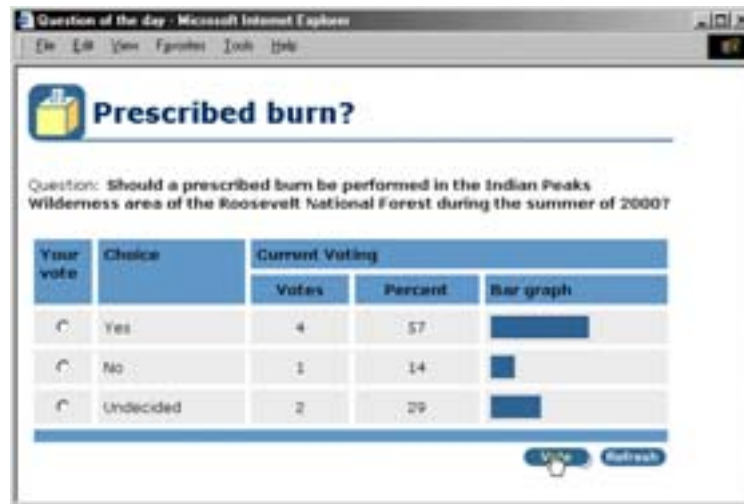 Question of the day - Microsoft Internet Explorer
File Edit View Favorites Tools Help
Prescribed burn?
Question: Should a prescribed burn be performed in the Indian Peaks
Wilderness area of the Roosevelt National Forest during the summer of 2000?
Your vote Choice Current Voting
Votes Percent Bar graph
Yes 4 57
No 1 14
Undecided 2 29
Vote Refresh